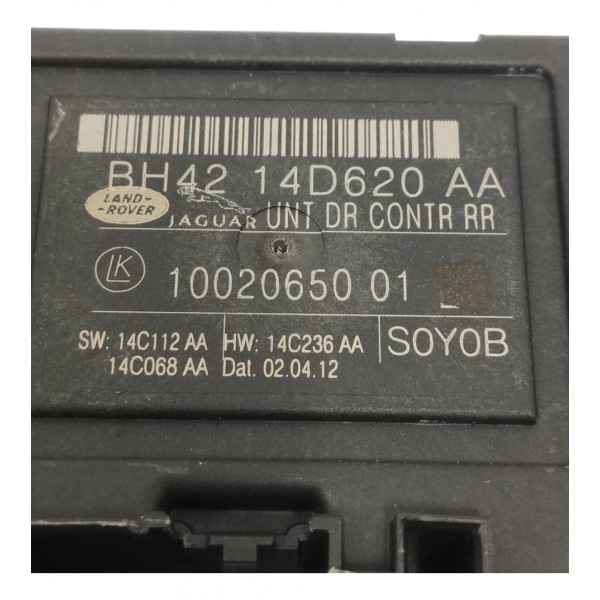 BH42 14D620 AA
LAND-
-ROVER
JAGUAR UNT DR CONTR RR
LK 10020650 01
SW: 14C112 AA HW: 14C236 AA SOYOB
14C068 AA Dat. 02.04.12